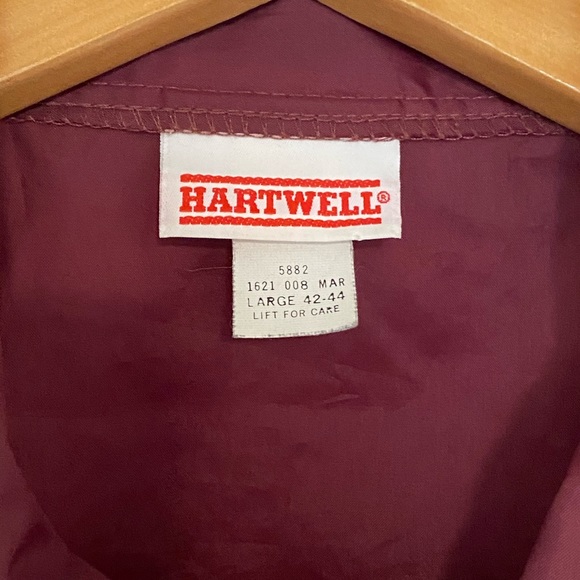 HARTWELL®
5882
1621 008 MAR
LARGE 42-44
LIFT FOR CARE